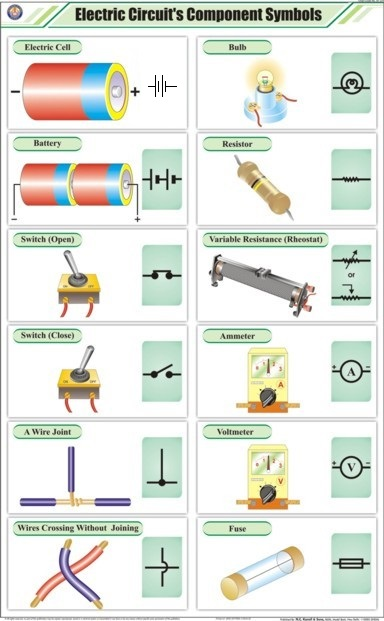 Electric Circuit's Component Symbols
Electric Cell
Bulb
− +
Battery
Resistor
− +
Switch (Open)
Variable Resistance (Rheostat)
or
Switch (Close)
Ammeter
A
+ A −
A Wire Joint
Voltmeter
V
+ V −
Wires Crossing Without Joining
Fuse